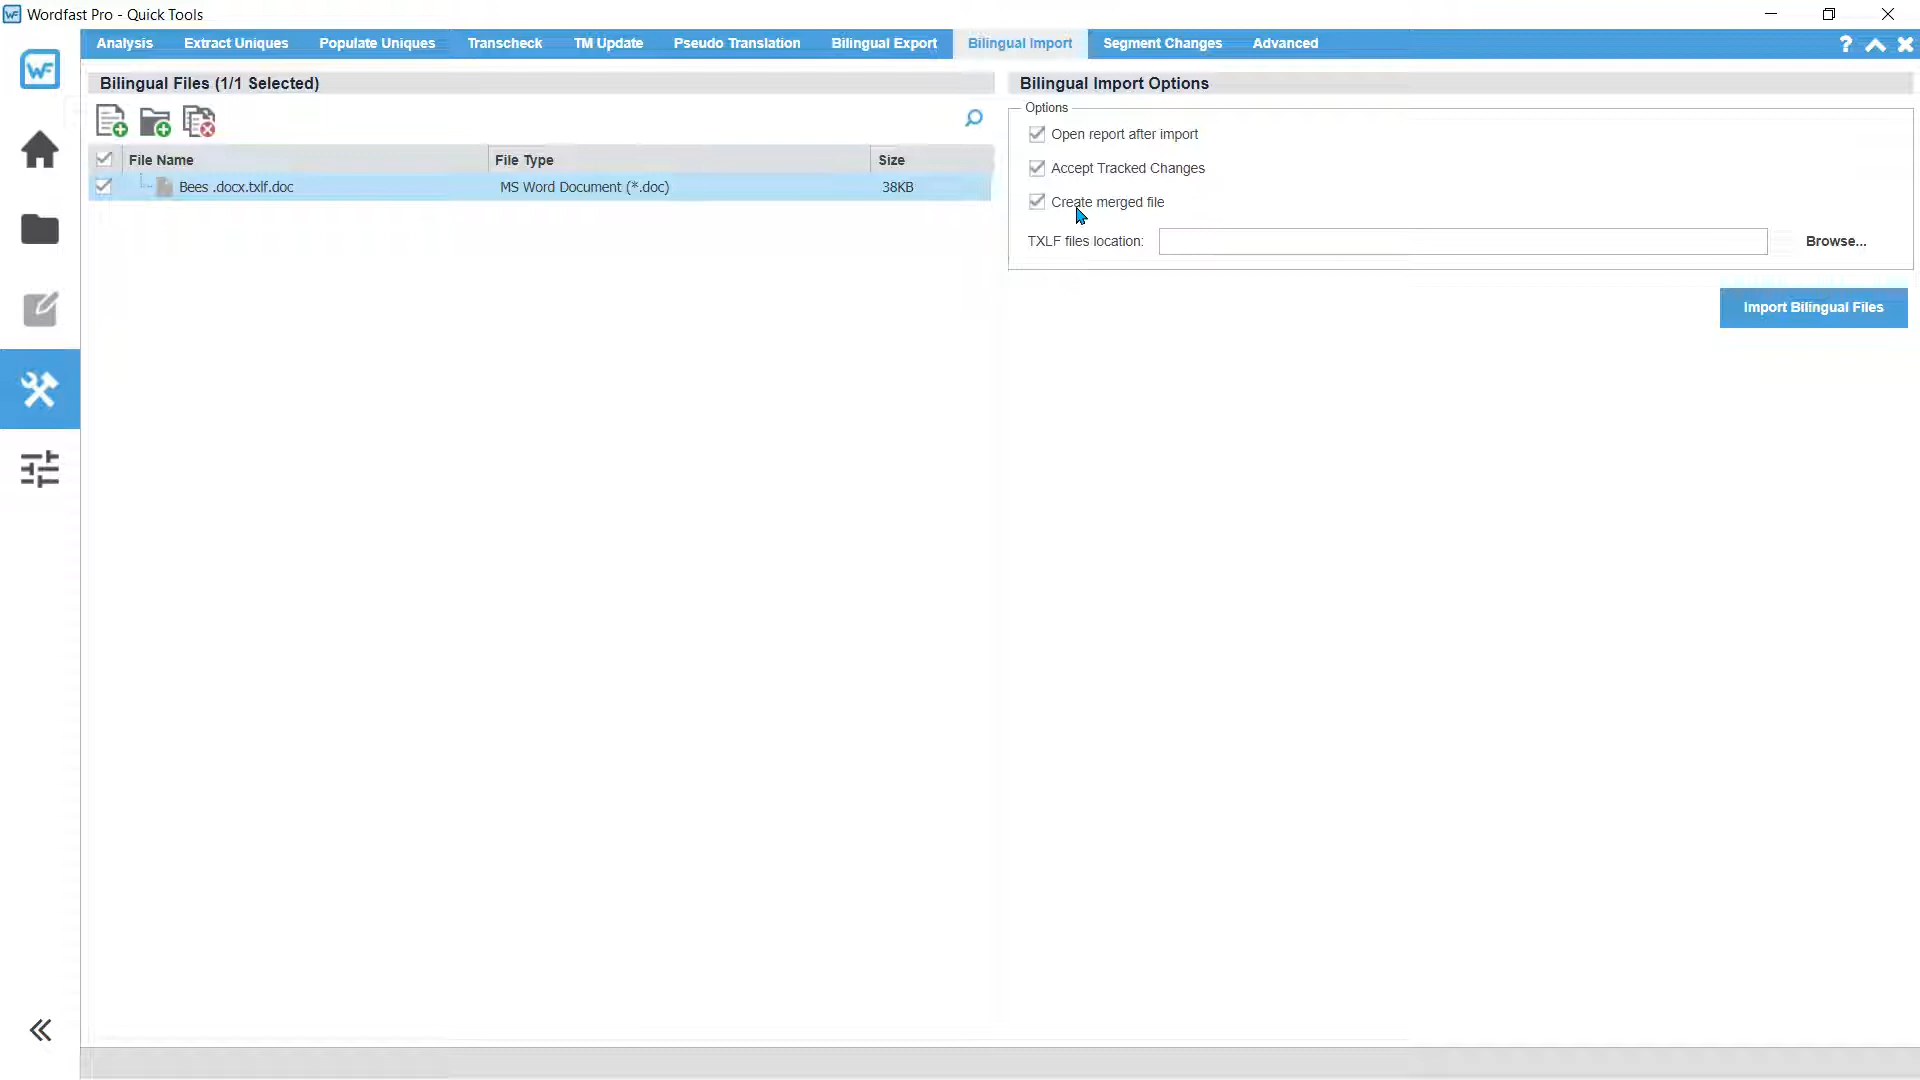 Wordfast Pro - Quick Tools
Analysis Extract Uniques Populate Uniques Transcheck TM Update Pseudo Translation Bilingual Export Bilingual Import Segment Changes Advanced ?
WF
Bilingual Files (1/1 Selected)
File Name File Type Size
Bees .docx.txlf.doc MS Word Document (*.doc) 38KB
Bilingual Import Options
Options
Open report after import
Accept Tracked Changes
Create merged file
TXLF files location: Browse...
Import Bilingual Files